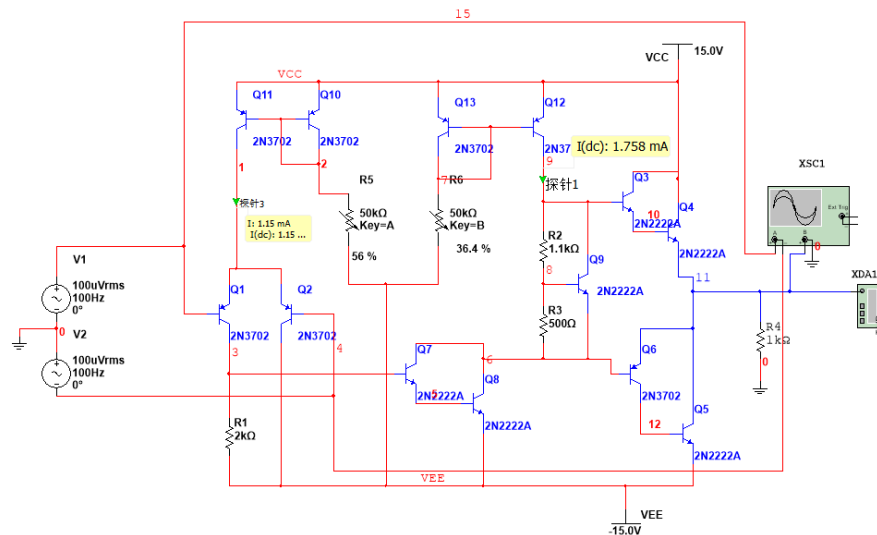 15
VCC
15.0V
VCC
Q11
Q10
Q13
Q12
2N3702
2N3702
2N3702
2N37
I(dc): 1.758 mA
XSC1
Ext Trig
A
B
0
1
2
7
9
探针1
Q3
Q4
R5
50kΩ
Key=A
56 %
R6
50kΩ
Key=B
36.4 %
探针3
I: 1.15 mA
I(dc): 1.15 ...
10
2N2222A
2N2222A
R2
1.1kΩ
8
Q9
2N2222A
11
XDA1
V1
100uVrms
100Hz
0°
Q1
Q2
2N3702
2N3702
R3
500Ω
0
V2
3
4
100uVrms
100Hz
0°
Q7
Q8
6
Q6
R4
1kΩ
0
2N2222A
5
2N2222A
2N3702
Q5
12
2N2222A
R1
2kΩ
VEE
VEE
-15.0V